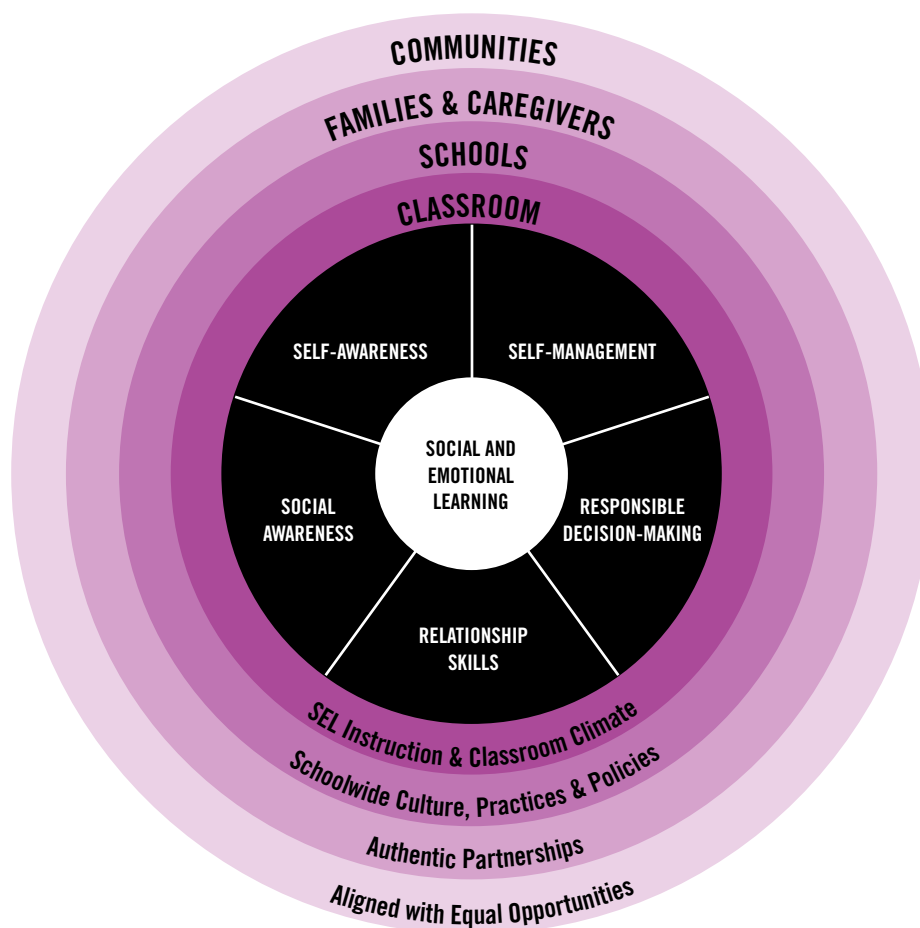 COMMUNITIES
FAMILIES & CAREGIVERS
SCHOOLS
CLASSROOM
SELF-AWARENESS
SELF-MANAGEMENT
SOCIAL AND
EMOTIONAL
LEARNING
SOCIAL
AWARENESS
RESPONSIBLE
DECISION-MAKING
RELATIONSHIP
SKILLS
SEL Instruction & Classroom Climate
Schoolwide Culture, Practices & Policies
Authentic Partnerships
Aligned with Equal Opportunities